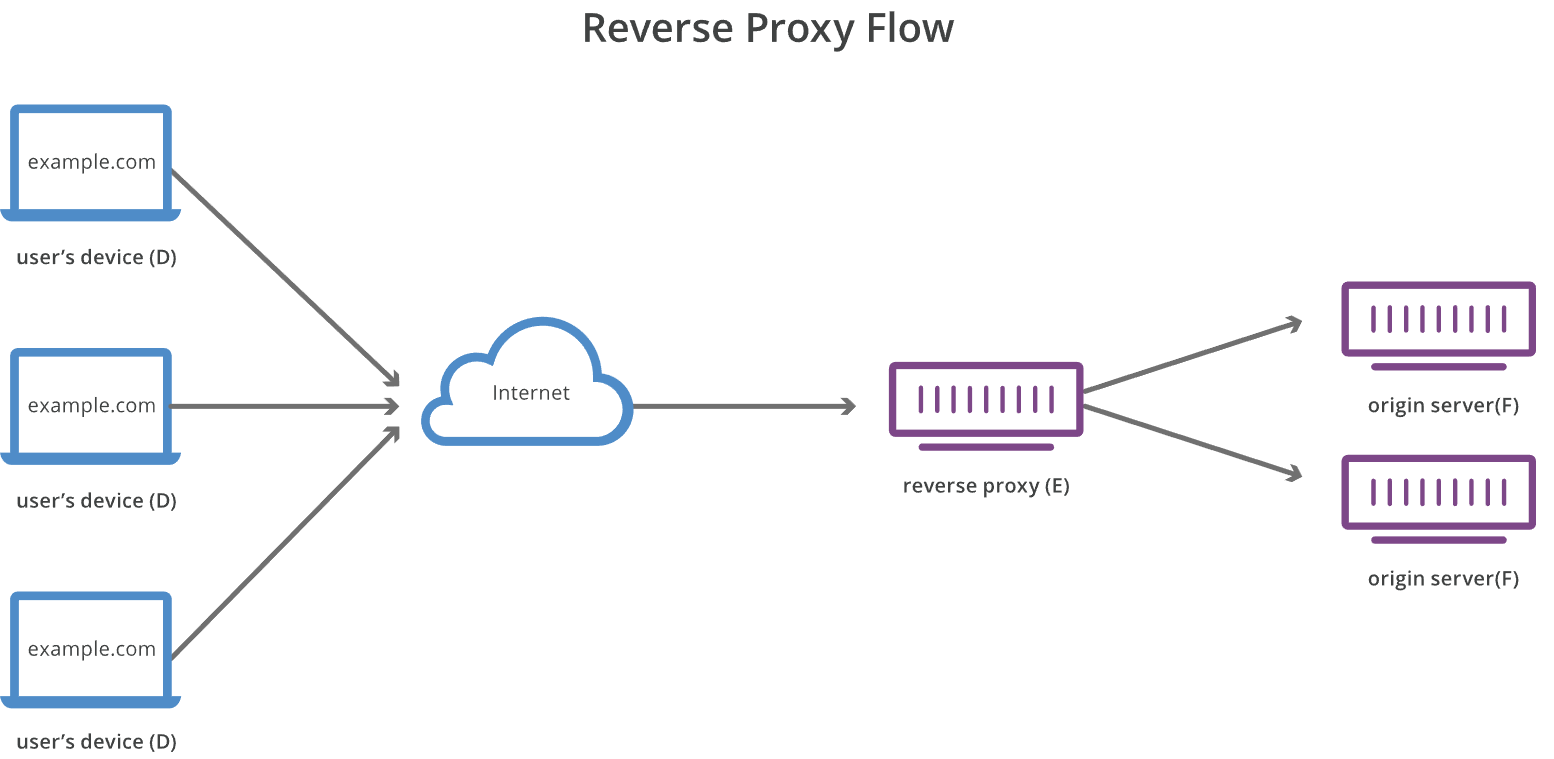 Reverse Proxy Flow
example.com
user’s device (D)
example.com
user’s device (D)
example.com
user’s device (D)
Internet
reverse proxy (E)
origin server(F)
origin server(F)